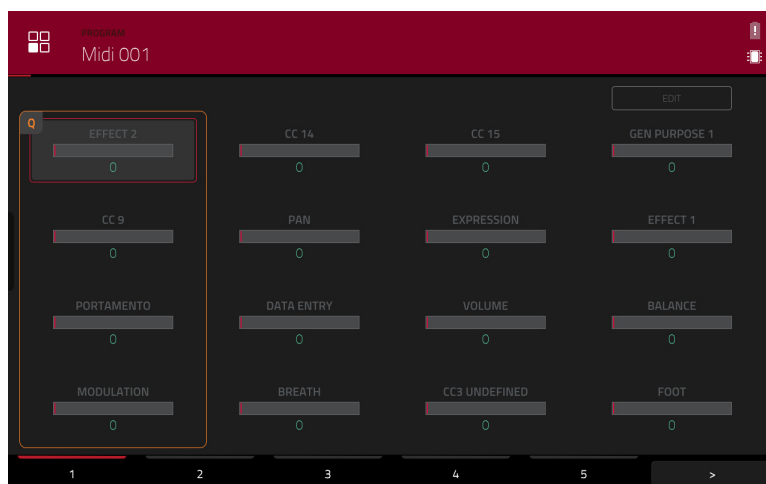 PROGRAM
Midi 001
!
EDIT
Q
EFFECT 2 CC 14 CC 15 GEN PURPOSE 1
0 0 0 0
CC 9 PAN EXPRESSION EFFECT 1
0 0 0 0
PORTAMENTO DATA ENTRY VOLUME BALANCE
0 0 0 0
MODULATION BREATH CC3 UNDEFINED FOOT
0 0 0 0
1 2 3 4 5 >